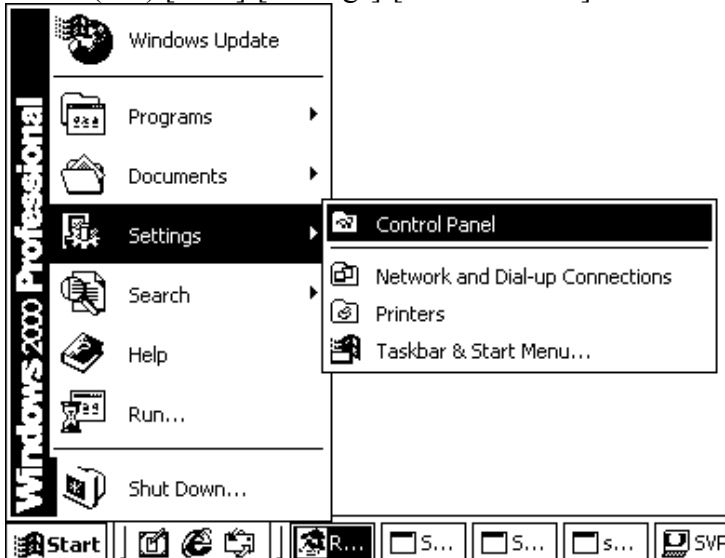 Windows Update
Programs
Documents
Settings
Search
Help
Run...
Shut Down...
Windows 2000 Professional
Control Panel
Network and Dial-up Connections
Printers
Taskbar & Start Menu...
Start
R...
S...
S...
s...